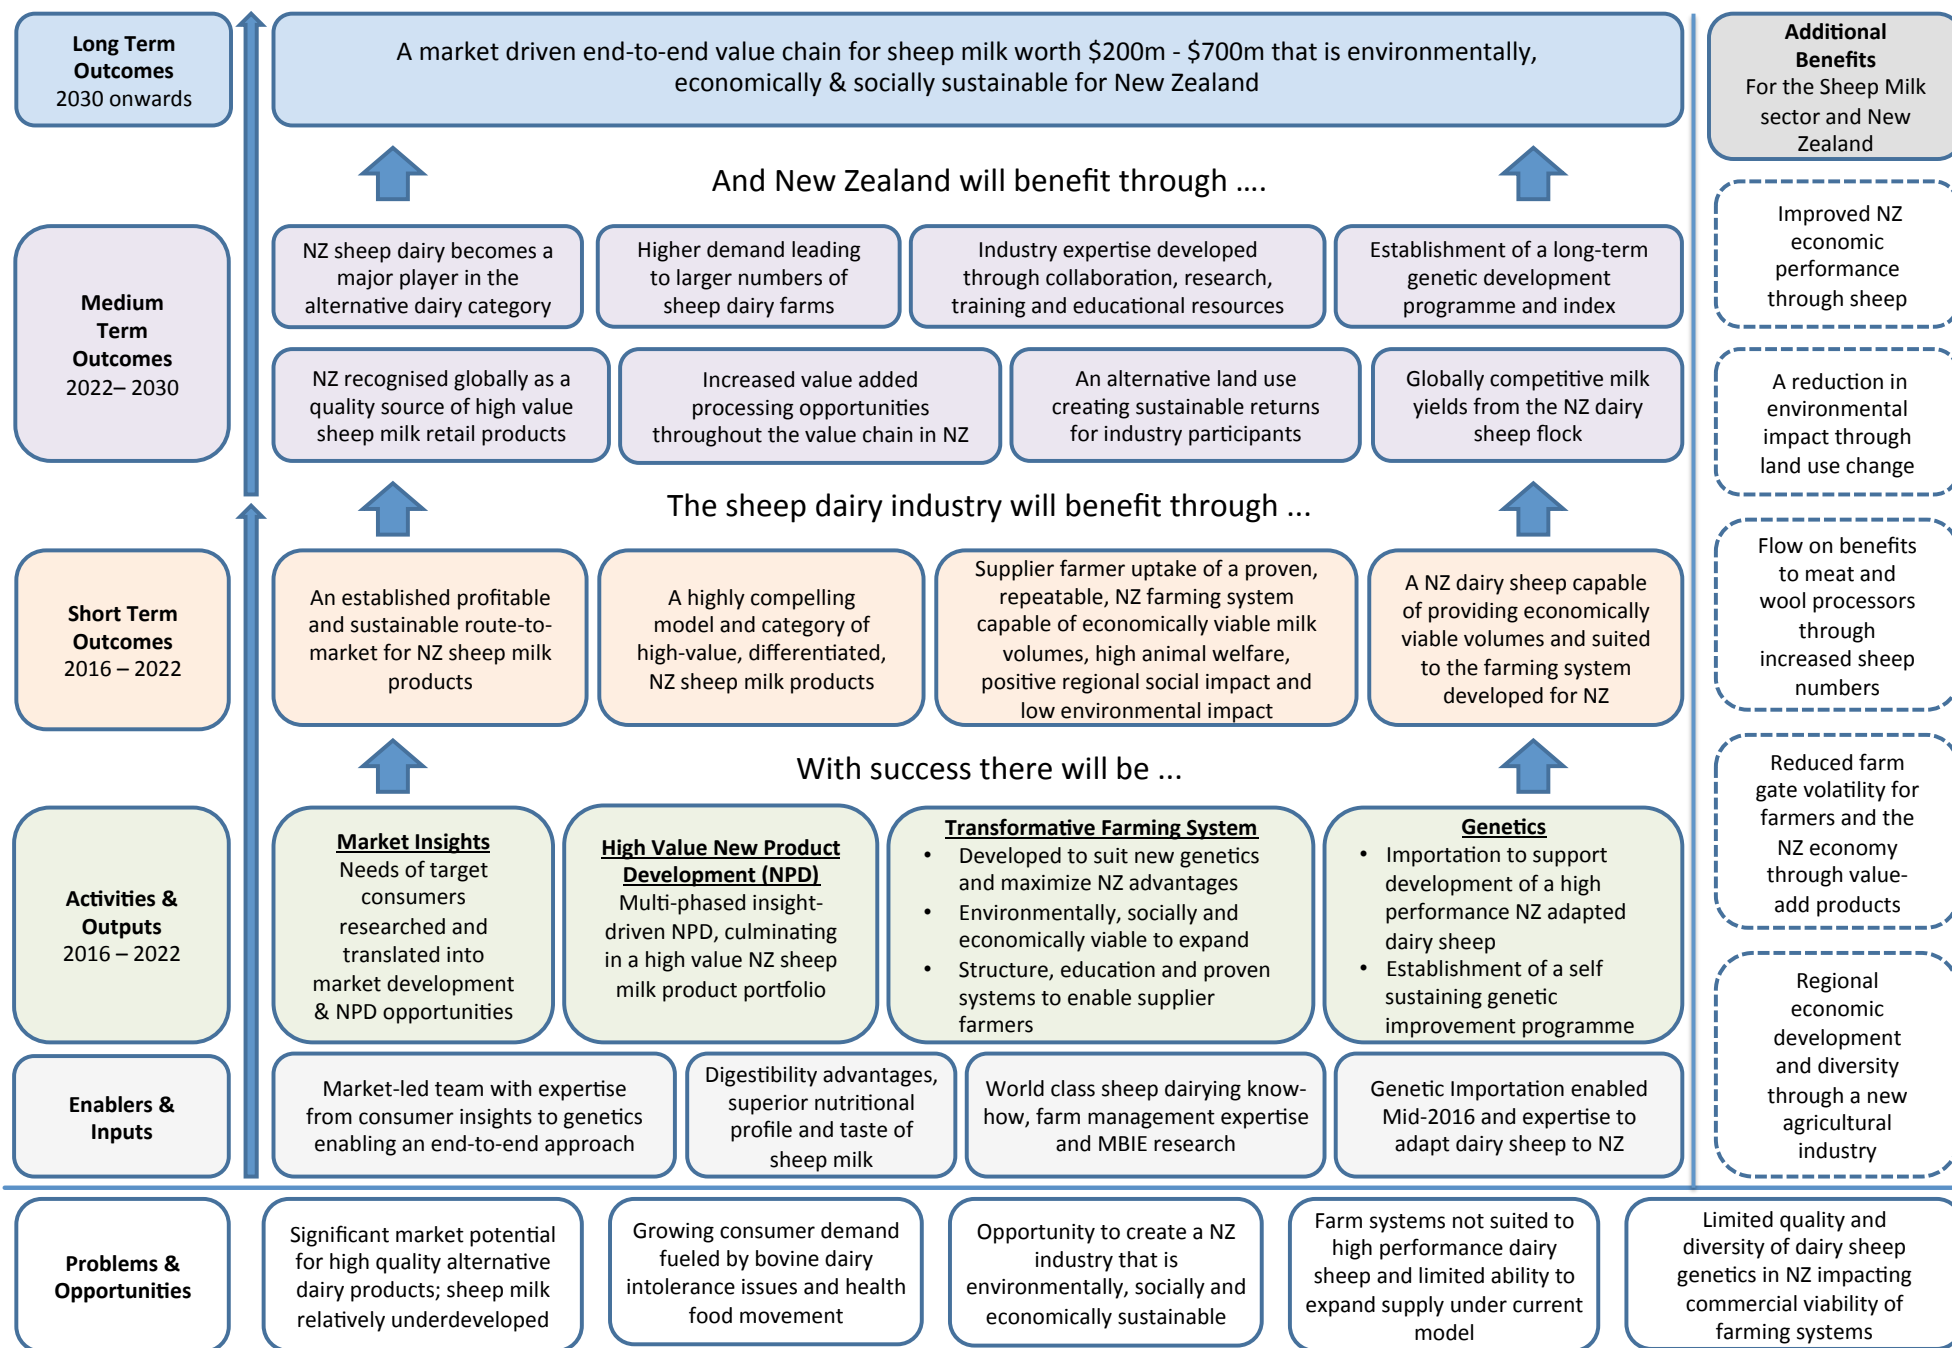 Long Term
Outcomes
2030 onwards
A market driven end-to-end value chain for sheep milk worth $200m - $700m that is environmentally,
economically & socially sustainable for New Zealand
And New Zealand will benefit through ....
Medium
Term
Outcomes
2022– 2030
NZ sheep dairy becomes a
major player in the
alternative dairy category
Higher demand leading
to larger numbers of
sheep dairy farms
Industry expertise developed
through collaboration, research,
training and educational resources
Establishment of a long-term
genetic development
programme and index
NZ recognised globally as a
quality source of high value
sheep milk retail products
Increased value added
processing opportunities
throughout the value chain in NZ
An alternative land use
creating sustainable returns
for industry participants
Globally competitive milk
yields from the NZ dairy
sheep flock
The sheep dairy industry will benefit through ...
Short Term
Outcomes
2016 – 2022
An established profitable
and sustainable route-to-
market for NZ sheep milk
products
A highly compelling
model and category of
high-value, differentiated,
NZ sheep milk products
Supplier farmer uptake of a proven,
repeatable, NZ farming system
capable of economically viable milk
volumes, high animal welfare,
positive regional social impact and
low environmental impact
A NZ dairy sheep capable
of providing economically
viable volumes and suited
to the farming system
developed for NZ
With success there will be ...
Activities &
Outputs
2016 – 2022
Market Insights
Needs of target
consumers
researched and
translated into
market development
& NPD opportunities
High Value New Product
Development (NPD)
Multi-phased insight-
driven NPD, culminating
in a high value NZ sheep
milk product portfolio
Transformative Farming System
• Developed to suit new genetics
and maximize NZ advantages
• Environmentally, socially and
economically viable to expand
• Structure, education and proven
systems to enable supplier
farmers
Genetics
• Importation to support
development of a high
performance NZ adapted
dairy sheep
• Establishment of a self
sustaining genetic
improvement programme
Enablers &
Inputs
Market-led team with expertise
from consumer insights to genetics
enabling an end-to-end approach
Digestibility advantages,
superior nutritional
profile and taste of
sheep milk
World class sheep dairying know-
how, farm management expertise
and MBIE research
Genetic Importation enabled
Mid-2016 and expertise to
adapt dairy sheep to NZ
Problems &
Opportunities
Significant market potential
for high quality alternative
dairy products; sheep milk
relatively underdeveloped
Growing consumer demand
fueled by bovine dairy
intolerance issues and health
food movement
Opportunity to create a NZ
industry that is
environmentally, socially and
economically sustainable
Farm systems not suited to
high performance dairy
sheep and limited ability to
expand supply under current
model
Limited quality and
diversity of dairy sheep
genetics in NZ impacting
commercial viability of
farming systems
Additional
Benefits
For the Sheep Milk
sector and New
Zealand
Improved NZ
economic
performance
through sheep
A reduction in
environmental
impact through
land use change
Flow on benefits
to meat and
wool processors
through
increased sheep
numbers
Reduced farm
gate volatility for
farmers and the
NZ economy
through value-
add products
Regional
economic
development
and diversity
through a new
agricultural
industry